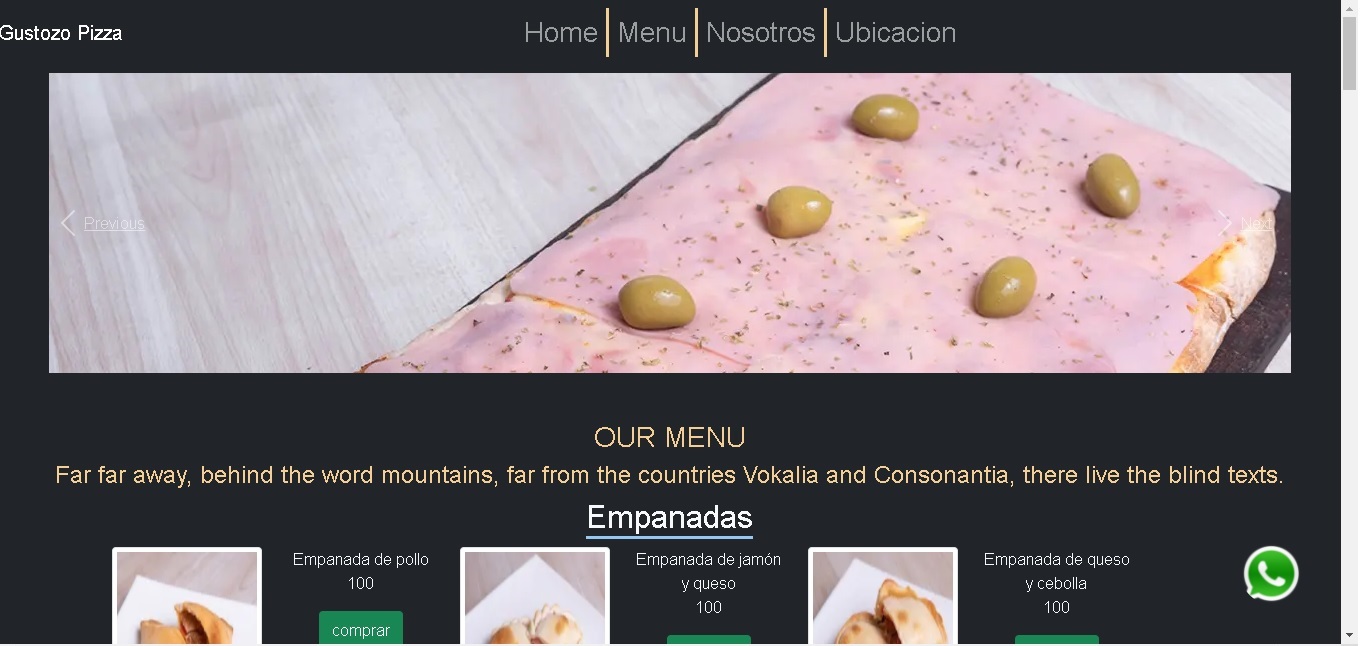 Gustozo Pizza
Home Menu Nosotros Ubicacion
Previous
Next
OUR MENU
Far far away, behind the word mountains, far from the countries Vokalia and Consonantia, there live the blind texts.
Empanadas
Empanada de pollo
100
comprar
Empanada de jamón
y queso
100
Empanada de queso
y cebolla
100